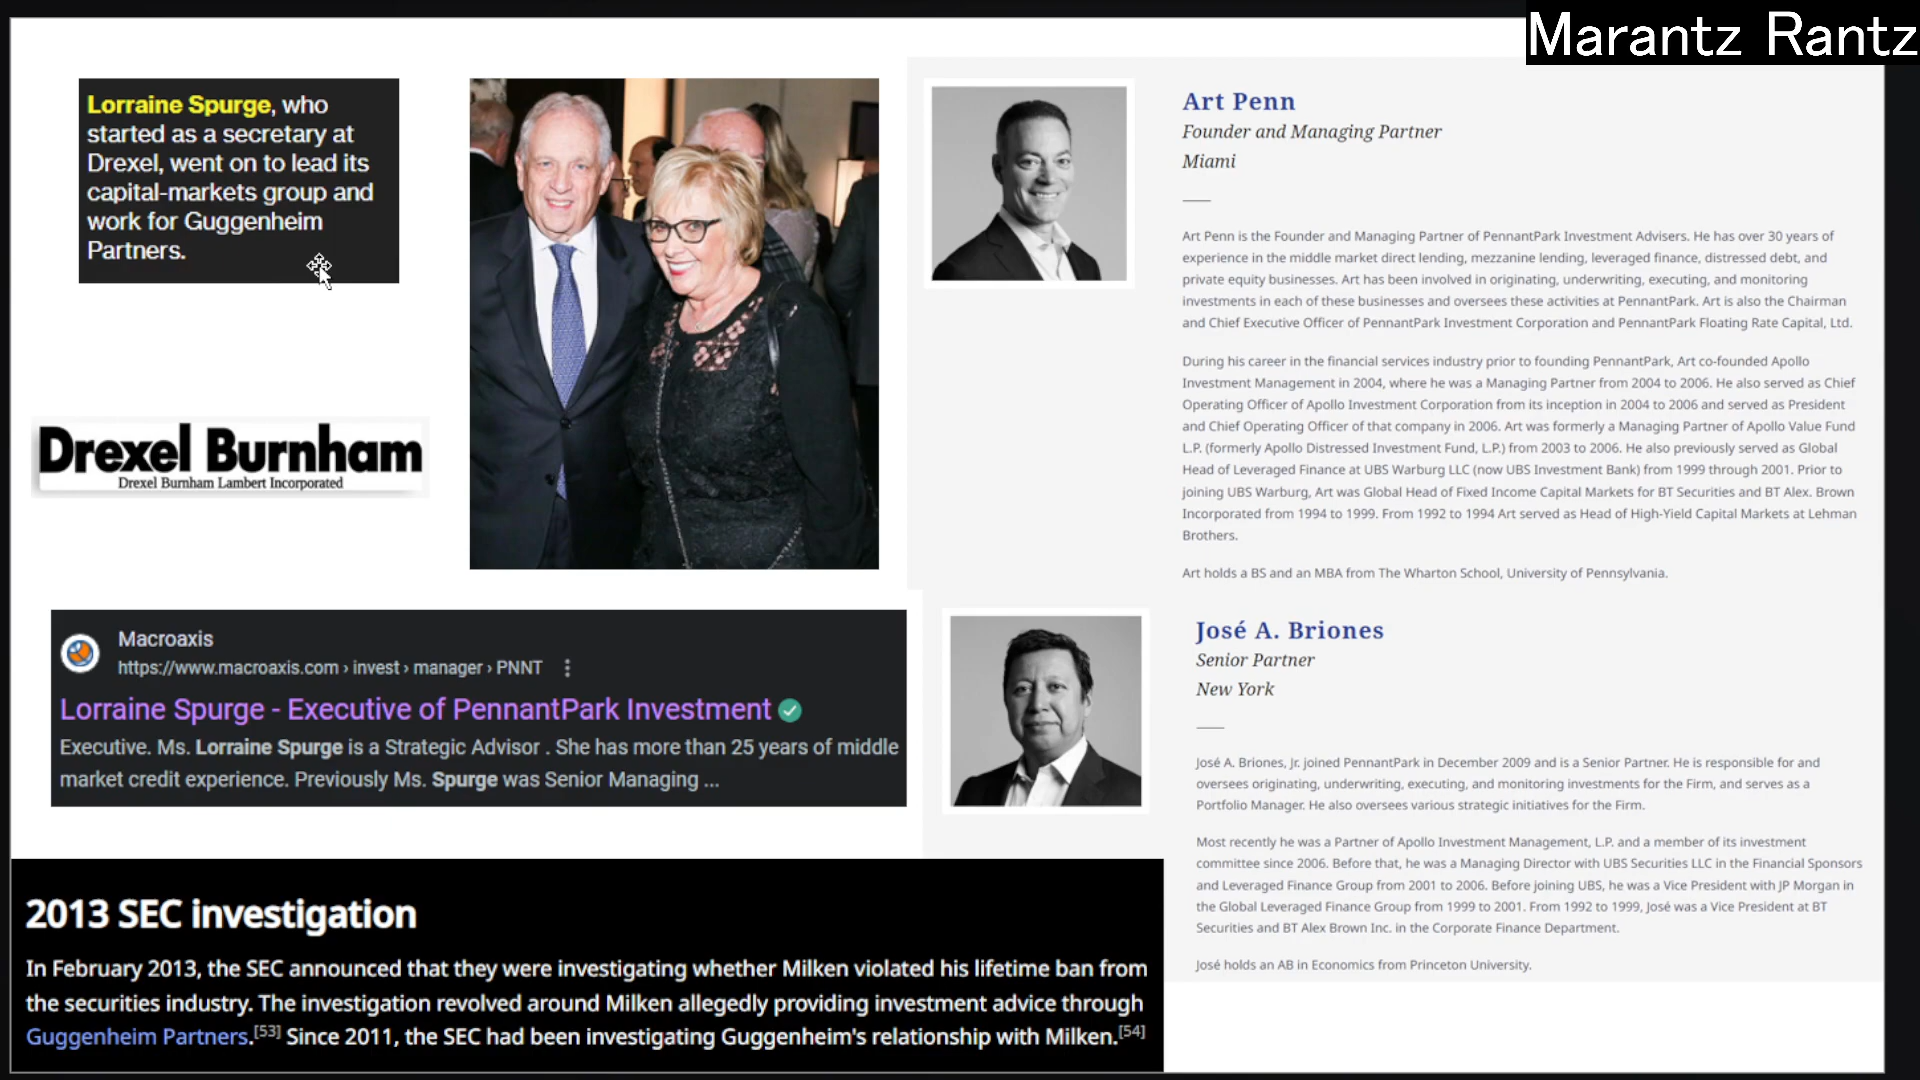 Marantz Rantz
Lorraine Spurge, who
started as a secretary at
Drexel, went on to lead its
capital-markets group and
work for Guggenheim
Partners.
Drexel Burnham
Drexel Burnham Lambert Incorporated
Macroaxis
https://www.macroaxis.com › invest › manager › PNNT
Lorraine Spurge - Executive of PennantPark Investment
Executive. Ms. Lorraine Spurge is a Strategic Advisor . She has more than 25 years of middle
market credit experience. Previously Ms. Spurge was Senior Managing ...
2013 SEC investigation
In February 2013, the SEC announced that they were investigating whether Milken violated his lifetime ban from
the securities industry. The investigation revolved around Milken allegedly providing investment advice through
Guggenheim Partners.[53] Since 2011, the SEC had been investigating Guggenheim's relationship with Milken.[54]
Art Penn
Founder and Managing Partner
Miami
Art Penn is the Founder and Managing Partner of PennantPark Investment Advisers. He has over 30 years of
experience in the middle market direct lending, mezzanine lending, leveraged finance, distressed debt, and
private equity businesses. Art has been involved in originating, underwriting, executing, and monitoring
investments in each of these businesses and oversees these activities at PennantPark. Art is also the Chairman
and Chief Executive Officer of PennantPark Investment Corporation and PennantPark Floating Rate Capital, Ltd.
During his career in the financial services industry prior to founding PennantPark, Art co-founded Apollo
Investment Management in 2004, where he was a Managing Partner from 2004 to 2006. He also served as Chief
Operating Officer of Apollo Investment Corporation from its inception in 2004 to 2006 and served as President
and Chief Operating Officer of that company in 2006. Art was formerly a Managing Partner of Apollo Value Fund
L.P. (formerly Apollo Distressed Investment Fund, L.P.) from 2003 to 2006. He also previously served as Global
Head of Leveraged Finance at UBS Warburg LLC (now UBS Investment Bank) from 1999 through 2001. Prior to
joining UBS Warburg, Art was Global Head of Fixed Income Capital Markets for BT Securities and BT Alex. Brown
Incorporated from 1994 to 1999. From 1992 to 1994 Art served as Head of High-Yield Capital Markets at Lehman
Brothers.
Art holds a BS and an MBA from The Wharton School, University of Pennsylvania.
José A. Briones
Senior Partner
New York
José A. Briones, Jr. joined PennantPark in December 2009 and is a Senior Partner. He is responsible for and
oversees originating, underwriting, executing, and monitoring investments for the Firm, and serves as a
Portfolio Manager. He also oversees various strategic initiatives for the Firm.
Most recently he was a Partner of Apollo Investment Management, L.P. and a member of its investment
committee since 2006. Before that, he was a Managing Director with UBS Securities LLC in the Financial Sponsors
and Leveraged Finance Group from 2001 to 2006. Before joining UBS, he was a Vice President with JP Morgan in
the Global Leveraged Finance Group from 1999 to 2001. From 1992 to 1999, José was a Vice President at BT
Securities and BT Alex Brown Inc. in the Corporate Finance Department.
José holds an AB in Economics from Princeton University.